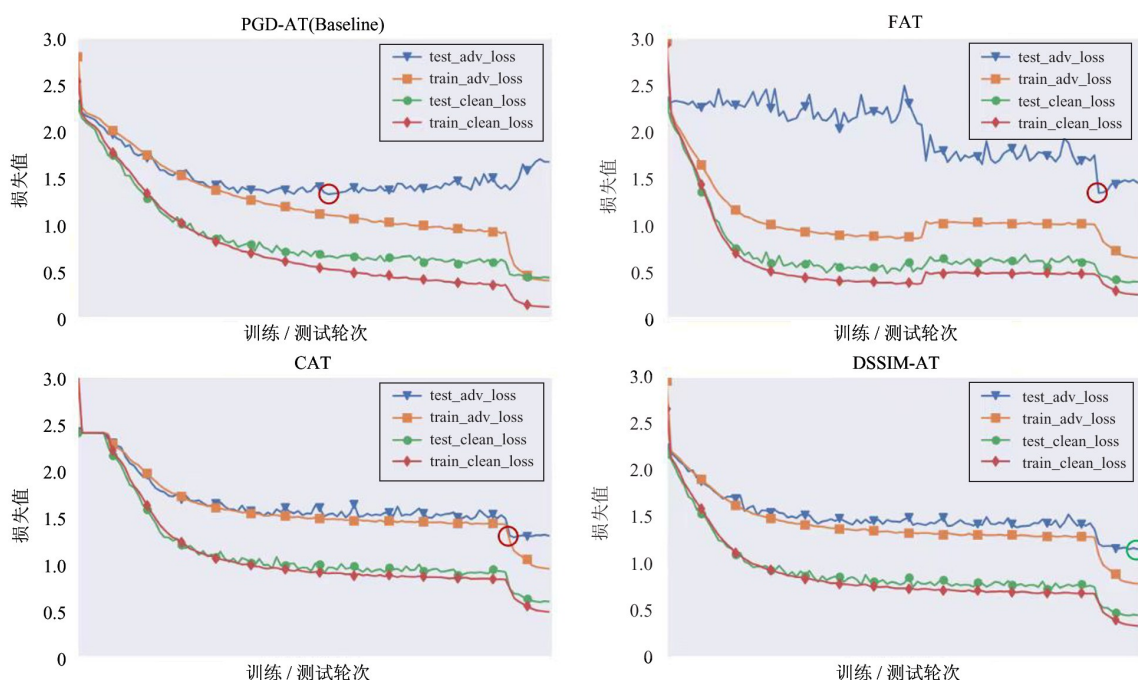 PGD-AT(Baseline)
3.0
2.5
2.0
1.5
1.0
0.5
0
损失值
训练 / 测试轮次
test_adv_loss
train_adv_loss
test_clean_loss
train_clean_loss
FAT
3.0
2.5
2.0
1.5
1.0
0.5
0
损失值
训练 / 测试轮次
test_adv_loss
train_adv_loss
test_clean_loss
train_clean_loss
CAT
3.0
2.5
2.0
1.5
1.0
0.5
0
损失值
训练 / 测试轮次
test_adv_loss
train_adv_loss
test_clean_loss
train_clean_loss
DSSIM-AT
3.0
2.5
2.0
1.5
1.0
0.5
0
损失值
训练 / 测试轮次
test_adv_loss
train_adv_loss
test_clean_loss
train_clean_loss